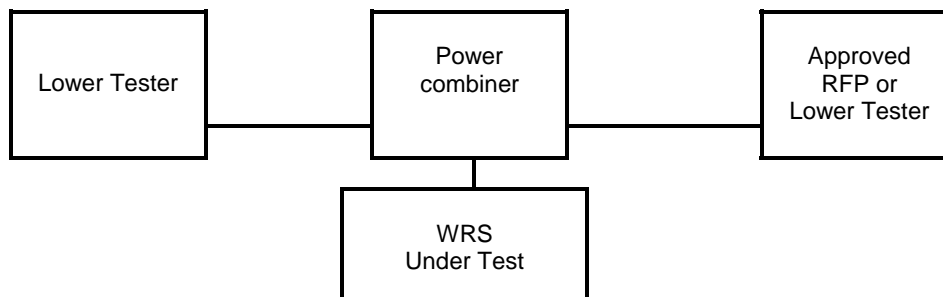 Lower Tester
Power
combiner
Approved
RFP or
Lower Tester
WRS
Under Test